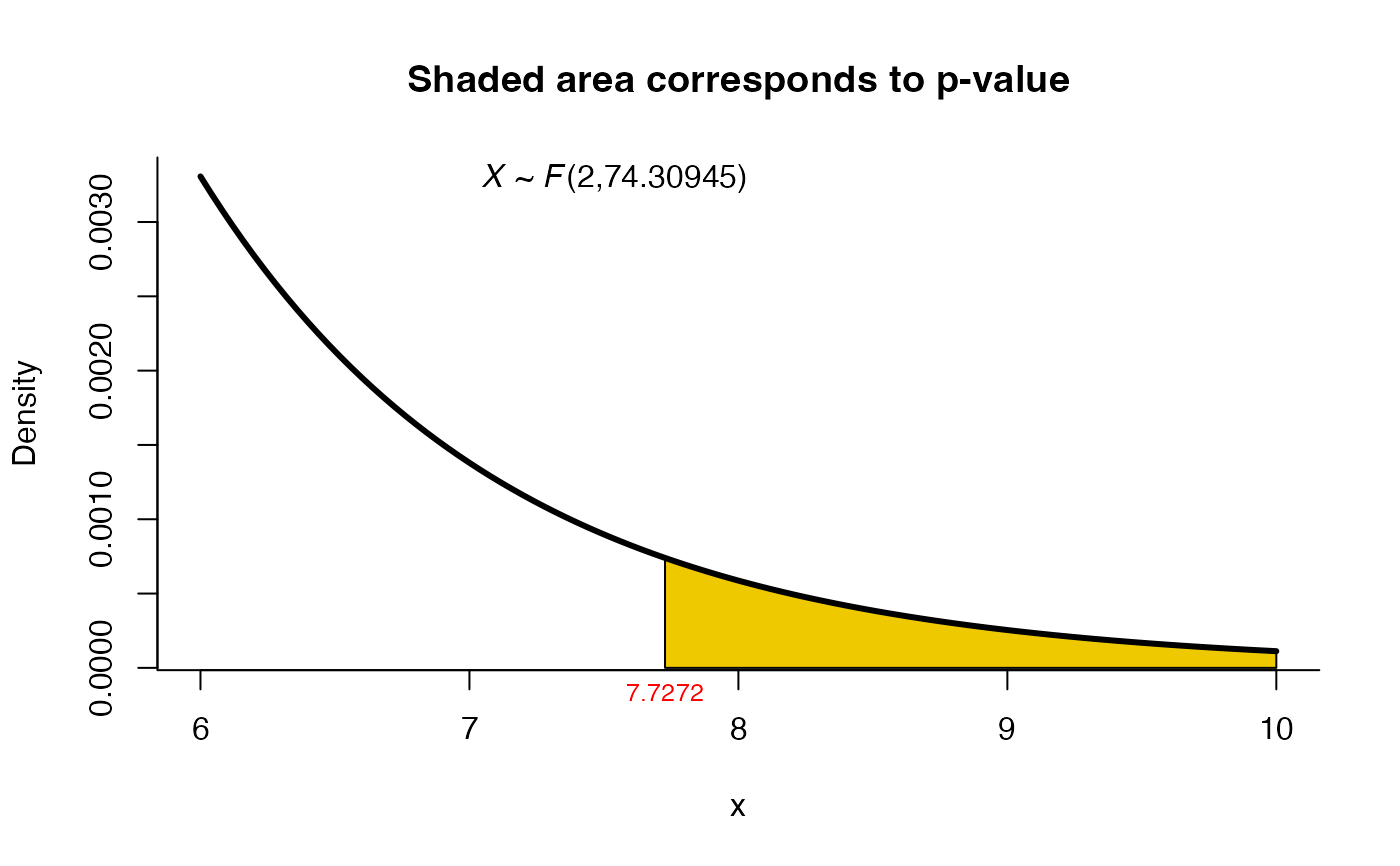 Shaded area corresponds to p-value
X ~ F(2,74.30945)
Density
0.0030
0.0020
0.0010
0.0000
7.7272
6 7 8 9 10
x